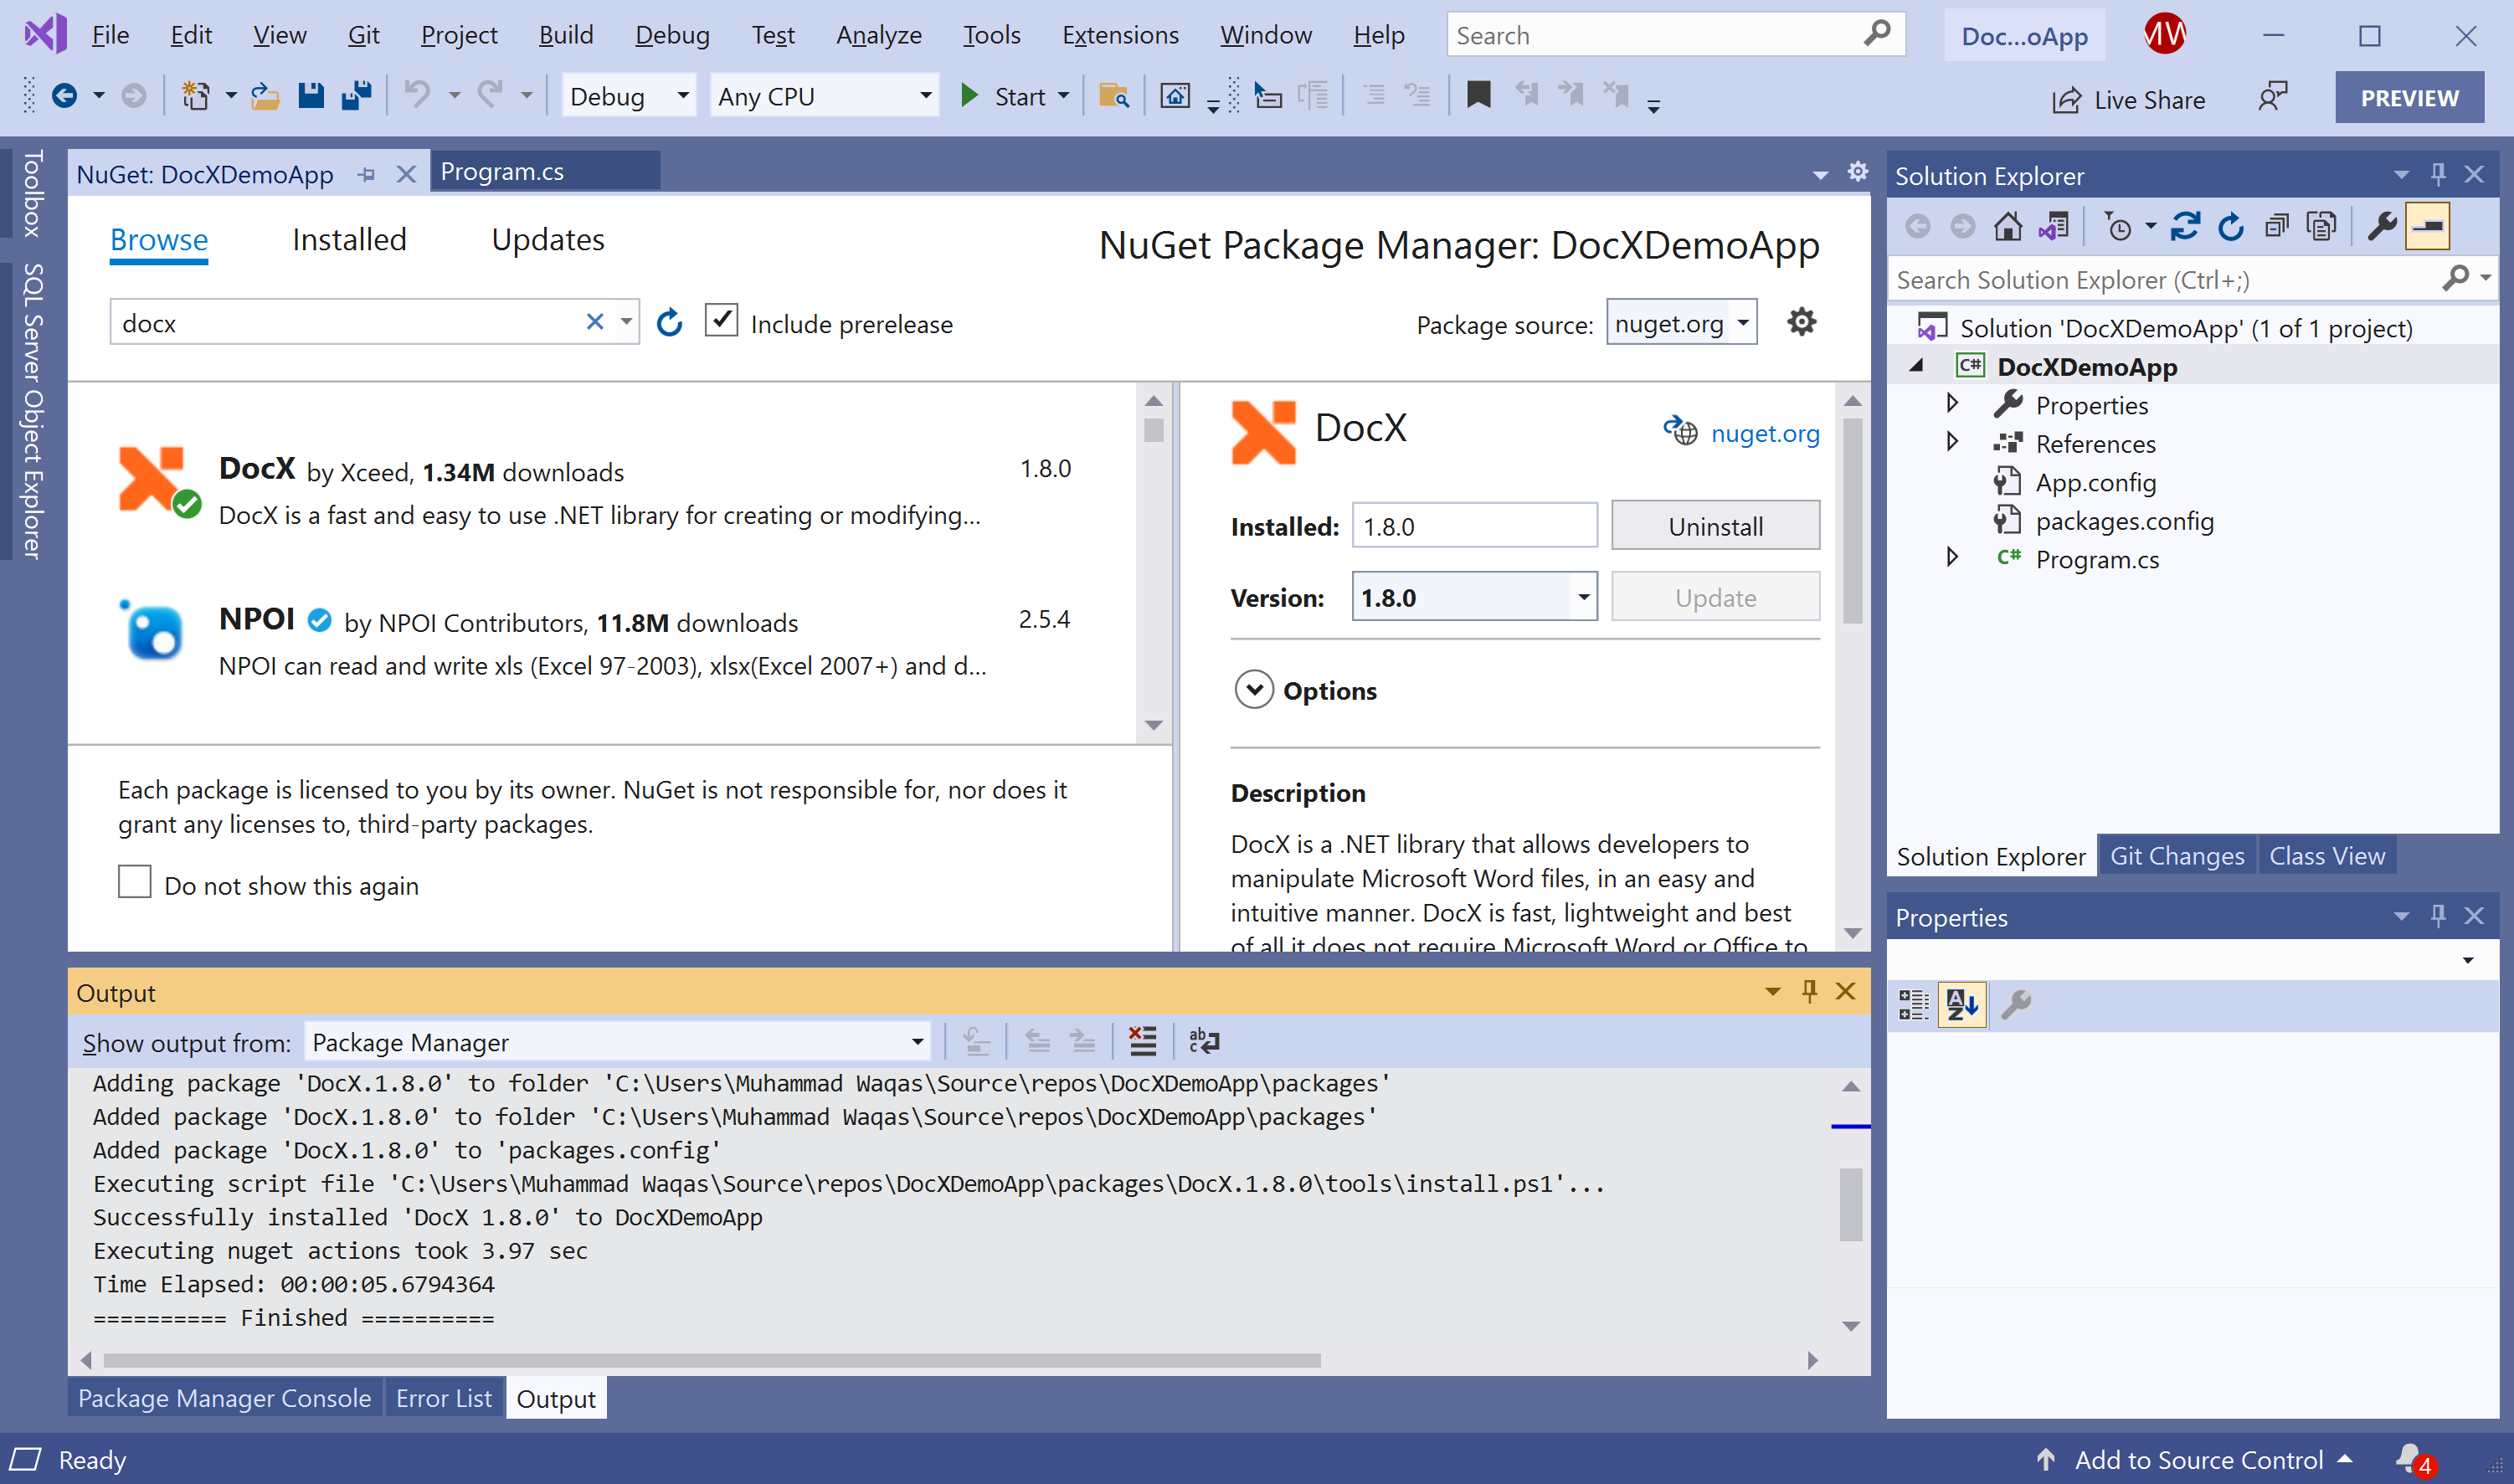 File Edit View Git Project Build Debug Test Analyze Tools Extensions Window Help Search Doc...oApp MW
Debug Any CPU Start Live Share PREVIEW
Toolbox
SQL Server Object Explorer
NuGet: DocXDemoApp Program.cs
Browse Installed Updates NuGet Package Manager: DocXDemoApp
docx Include prerelease Package source: nuget.org
DocX by Xceed, 1.34M downloads 1.8.0
DocX is a fast and easy to use .NET library for creating or modifying...
NPOI by NPOI Contributors, 11.8M downloads 2.5.4
NPOI can read and write xls (Excel 97-2003), xlsx(Excel 2007+) and d...
Each package is licensed to you by its owner. NuGet is not responsible for, nor does it
grant any licenses to, third-party packages.
Do not show this again
DocX nuget.org
Installed: 1.8.0 Uninstall
Version: 1.8.0 Update
Options
Description
DocX is a .NET library that allows developers to
manipulate Microsoft Word files, in an easy and
intuitive manner. DocX is fast, lightweight and best
of all it does not require Microsoft Word or Office to
Output
Show output from: Package Manager
Adding package 'DocX.1.8.0' to folder 'C:\Users\Muhammad Waqas\Source\repos\DocXDemoApp\packages'
Added package 'DocX.1.8.0' to folder 'C:\Users\Muhammad Waqas\Source\repos\DocXDemoApp\packages'
Added package 'DocX.1.8.0' to 'packages.config'
Executing script file 'C:\Users\Muhammad Waqas\Source\repos\DocXDemoApp\packages\DocX.1.8.0\tools\install.ps1'...
Successfully installed 'DocX 1.8.0' to DocXDemoApp
Executing nuget actions took 3.97 sec
Time Elapsed: 00:00:05.6794364
========== Finished ==========
Package Manager Console Error List Output
Solution Explorer
Search Solution Explorer (Ctrl+;)
Solution 'DocXDemoApp' (1 of 1 project)
C# DocXDemoApp
Properties
References
App.config
packages.config
C# Program.cs
Solution Explorer Git Changes Class View
Properties
Ready Add to Source Control 4